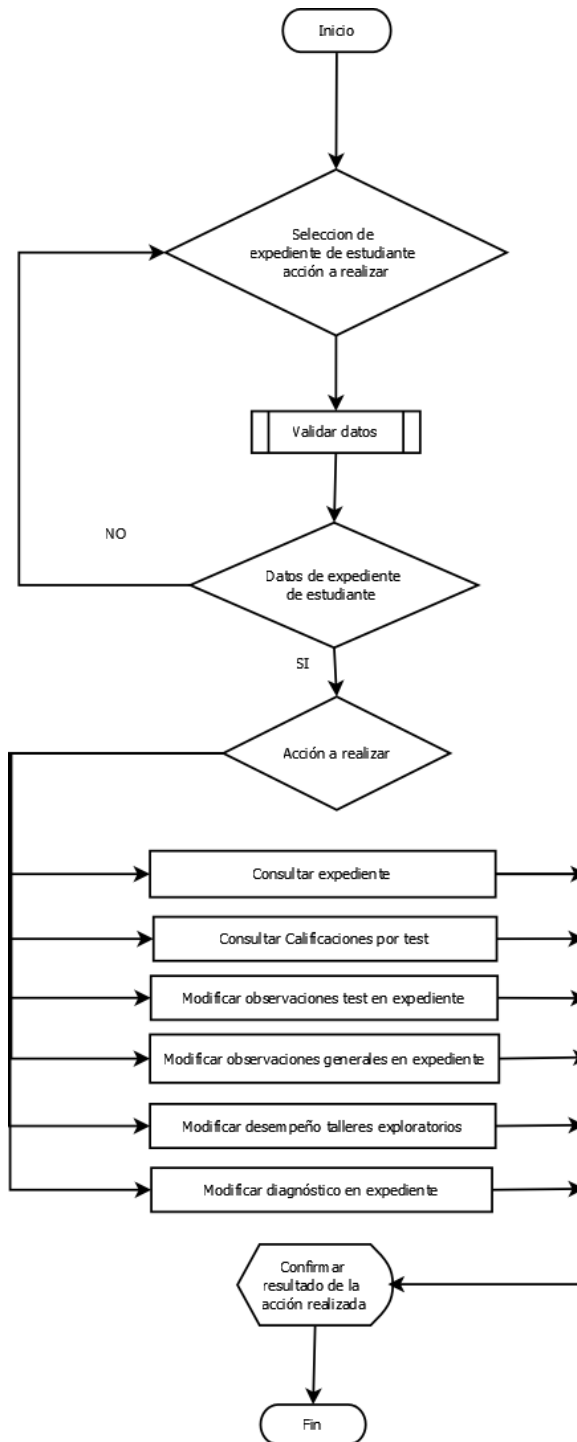 Inicio
Seleccion de
expediente de estudiante
acción a realizar
Validar datos
NO
Datos de expediente
de estudiante
SI
Acción a realizar
Consultar expediente
Consultar Calificaciones por test
Modificar observaciones test en expediente
Modificar observaciones generales en expediente
Modificar desempeño talleres exploratorios
Modificar diagnóstico en expediente
Confirmar
resultado de la
acción realizada
Fin